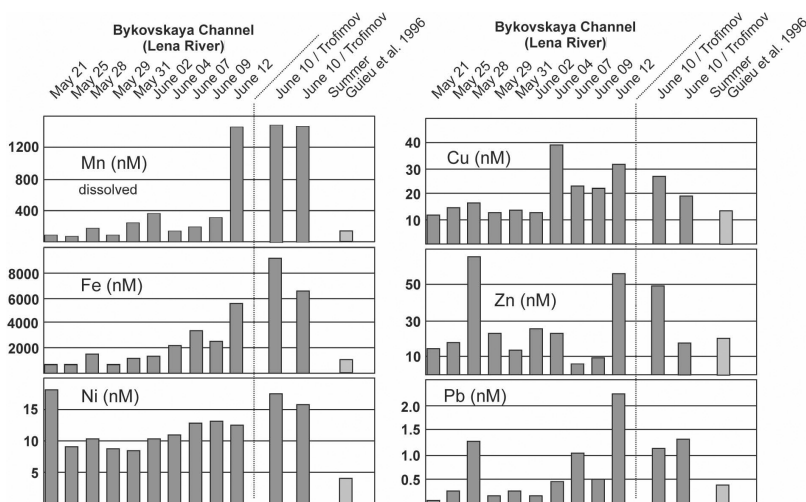 Bykovskaya Channel
(Lena River)
May 21
May 25
May 28
May 29
May 31
June 02
June 04
June 07
June 09
June 12
June 10 / Trofimov
June 10 / Trofimov
Summer
Guieu et al. 1996
Mn (nM)
dissolved
1200
800
400
Fe (nM)
8000
6000
4000
2000
Ni (nM)
15
10
5
Bykovskaya Channel
(Lena River)
May 21
May 25
May 28
May 29
May 31
June 02
June 04
June 07
June 09
June 12
June 10 / Trofimov
June 10 / Trofimov
Summer
Guieu et al. 1996
Cu (nM)
40
30
20
10
Zn (nM)
50
30
10
Pb (nM)
2.0
1.5
1.0
0.5